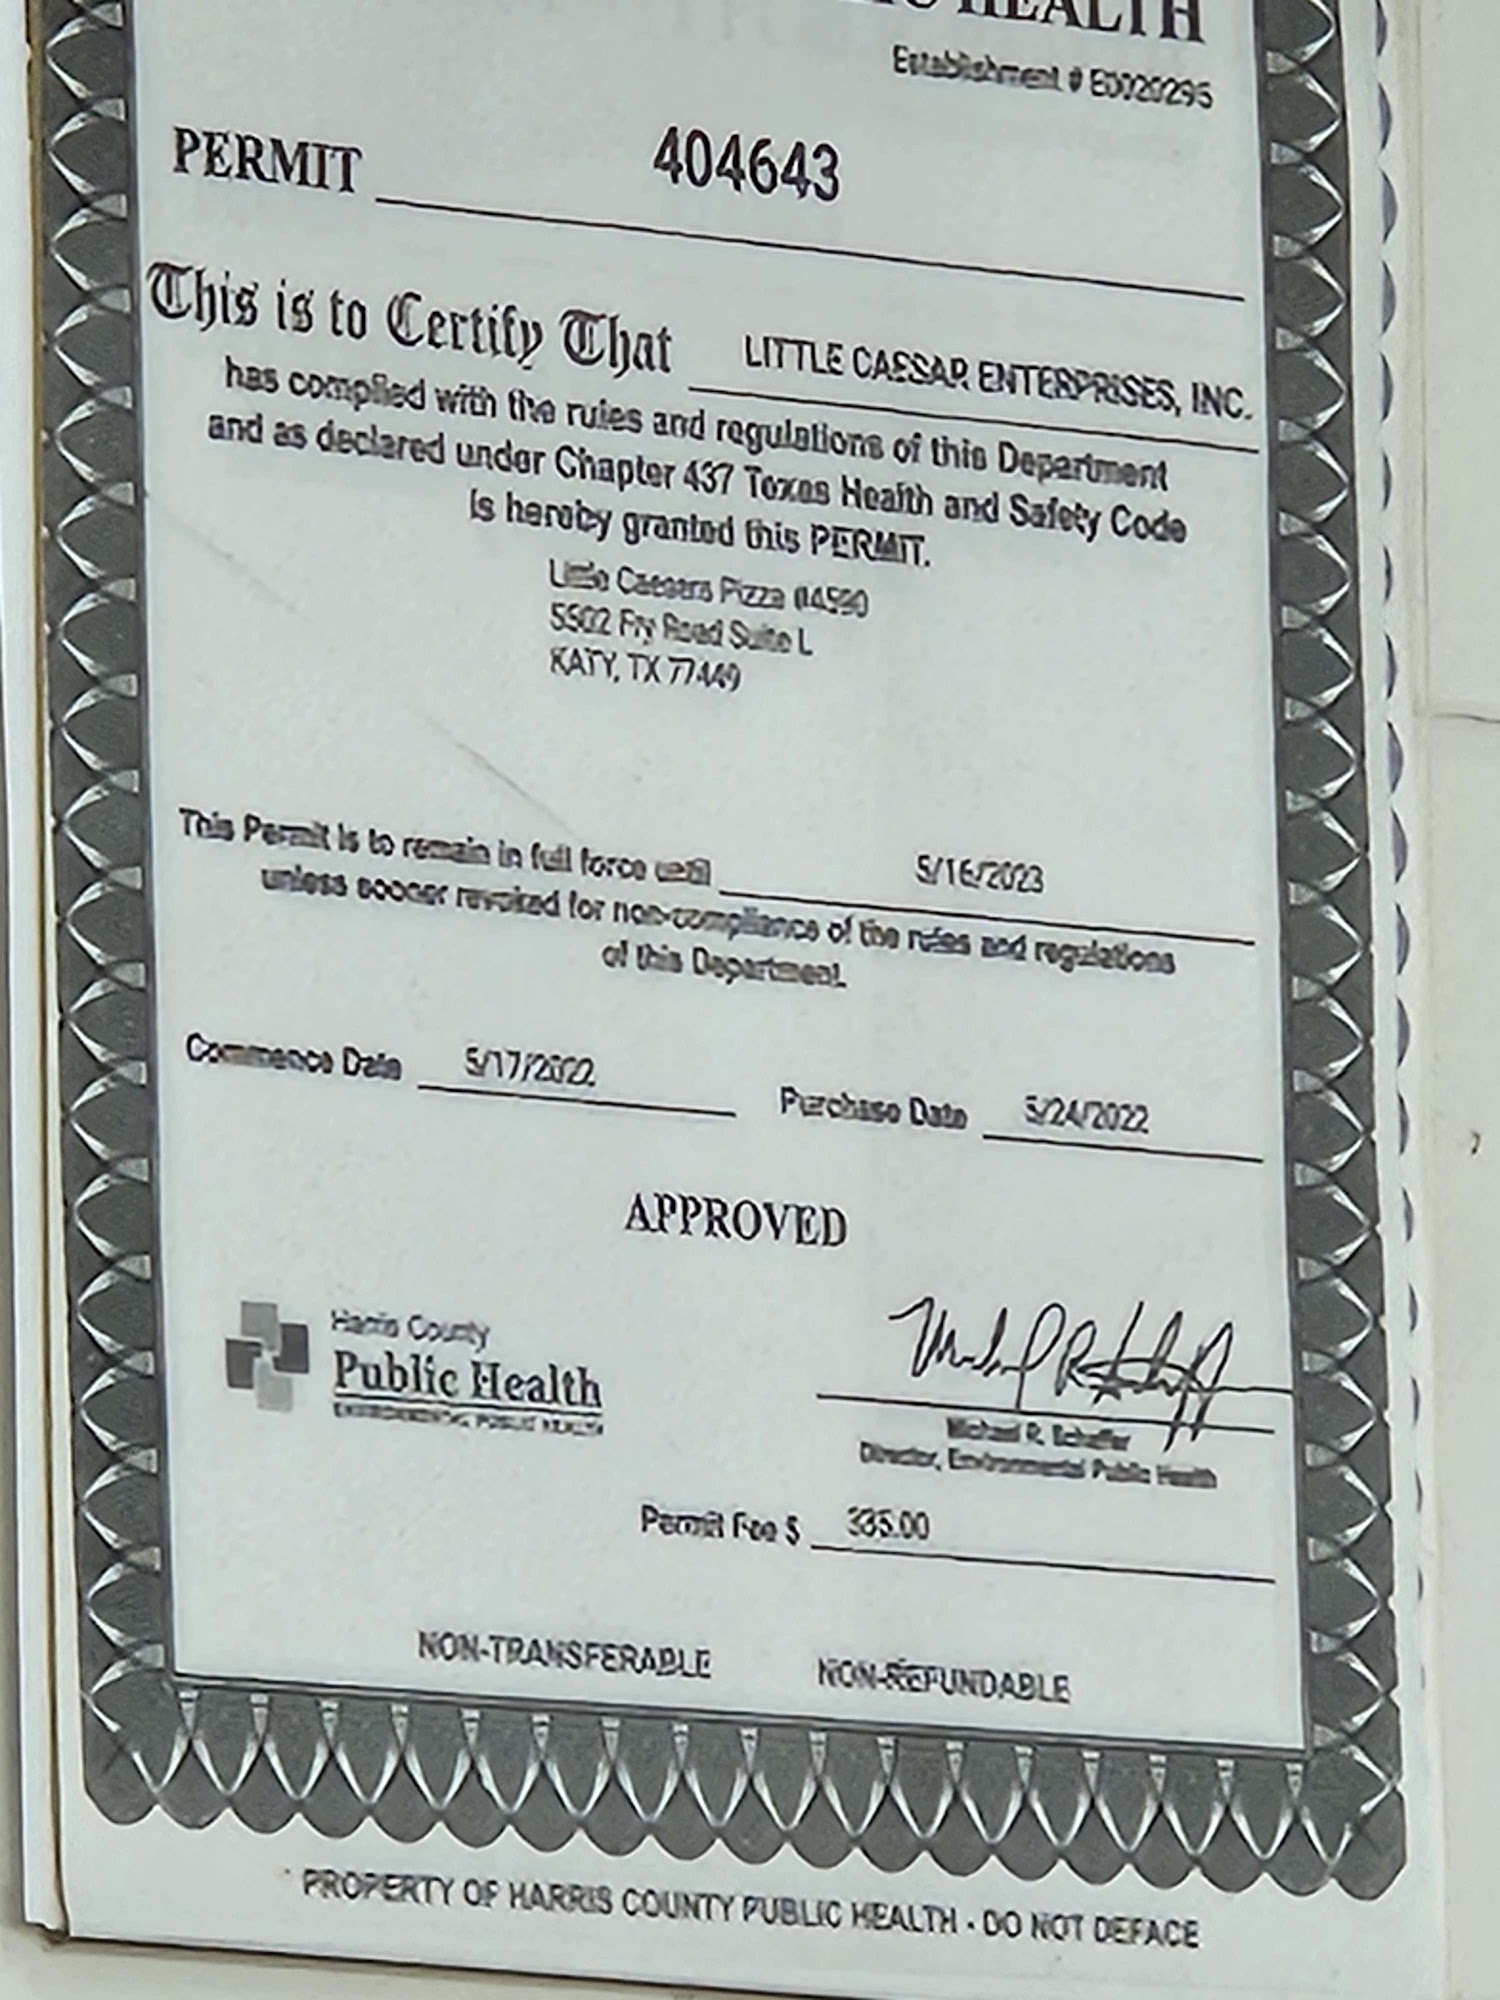 HEALTH
Establishment # E0020295
PERMIT 404643
This is to Certify That LITTLE CAESAR ENTERPRISES, INC.
has complied with the rules and regulations of this Department
and as declared under Chapter 437 Texas Health and Safety Code
is hereby granted this PERMIT.
Little Caesars Pizza
5502 Fry Road Suite L
KATY, TX 77449
This Permit is to remain in full force until 5/16/2023
unless sooner revoked for non-compliance of the rules and regulations
of this Department.
Commence Date 5/17/2022 Purchase Date 5/24/2022
APPROVED
Harris County
Public Health
ENVIRONMENTAL PUBLIC HEALTH
Michael R. Schaffer
Director, Environmental Public Health
Permit Fee $ 335.00
NON-TRANSFERABLE NON-REFUNDABLE
PROPERTY OF HARRIS COUNTY PUBLIC HEALTH - DO NOT DEFACE